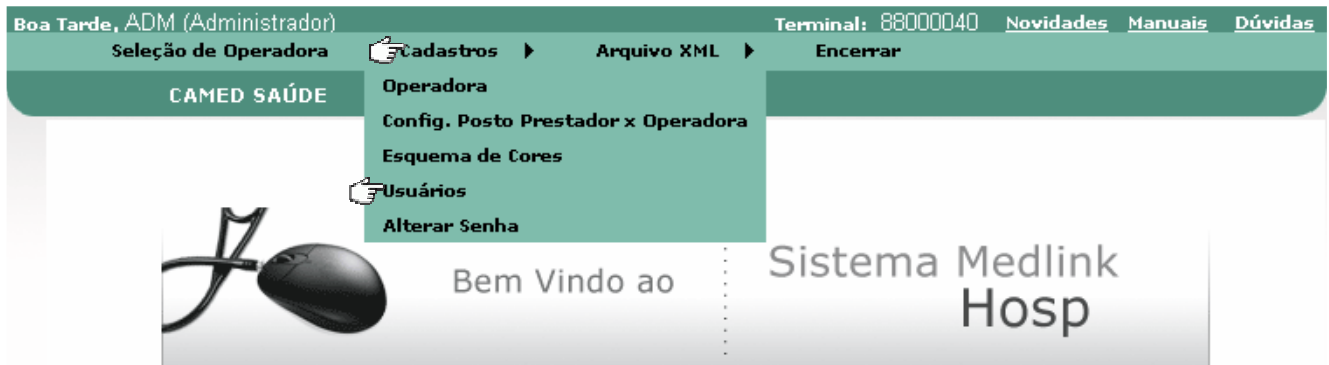 Boa Tarde, ADM (Administrador) Terminal: 88000040 Novidades Manuais Dúvidas
Seleção de Operadora Cadastros Arquivo XML Encerrar
CAMED SAÚDE
Operadora
Config. Posto Prestador x Operadora
Esquema de Cores
Usuários
Alterar Senha
Bem Vindo ao
Sistema Medlink
Hosp